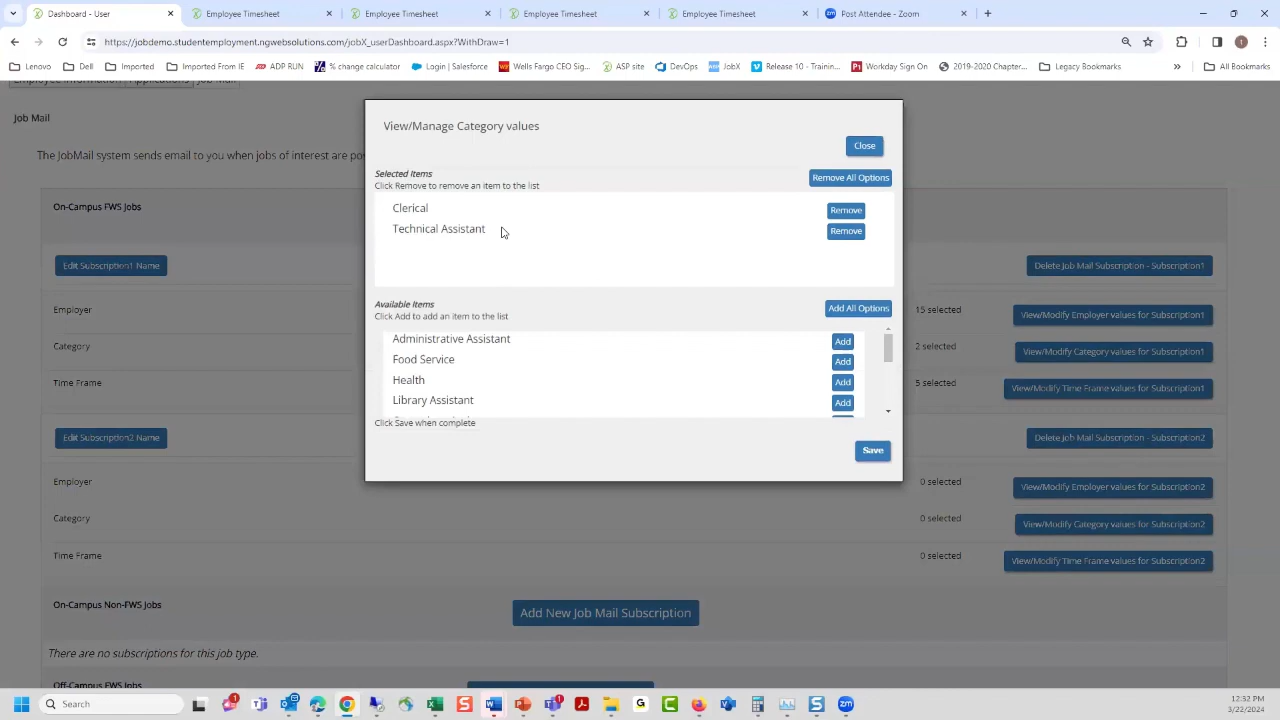 Dashboard - User
Employee Timesheet
Employee Timesheet
Employee Timesheet
Employee Timesheet
Post Attendee - Zoom
https://jobdemo.studentemployment.ngwebsolutions.com/jobX_userDashboard.aspx?WithDraw=1
Lenovo
Dell
Imported
Imported From IE
ADP RUN
% change calculator
Login | Salesforce
Wells Fargo CEO Sig...
ASP site
DevOps
JobX
Release 10 - Trainin...
Workday Sign On
2019-2020 Chapter...
Legacy Bookmarks
All Bookmarks
Employee Information
Applications
Job Mail
Job Mail
The JobMail system sends email to you when jobs of interest are pos
View/Manage Category values
Close
Selected Items
Remove All Options
Click Remove to remove an item to the list
Clerical
Remove
Technical Assistant
Remove
Available Items
Add All Options
Click Add to add an item to the list
Administrative Assistant
Add
Food Service
Add
Health
Add
Library Assistant
Add
Click Save when complete
Save
On-Campus FWS Jobs
Edit Subscription1 Name
Delete Job Mail Subscription - Subscription1
Employer
15 selected
View/Modify Employer values for Subscription1
Category
2 selected
View/Modify Category values for Subscription1
Time Frame
5 selected
View/Modify Time Frame values for Subscription1
Edit Subscription2 Name
Delete Job Mail Subscription - Subscription2
Employer
0 selected
View/Modify Employer values for Subscription2
Category
0 selected
View/Modify Category values for Subscription2
Time Frame
0 selected
View/Modify Time Frame values for Subscription2
On-Campus Non-FWS Jobs
Add New Job Mail Subscription
There are no subscriptions for this job type.
Off-Campus FWS Jobs
Search
12:32 PM
3/22/2024